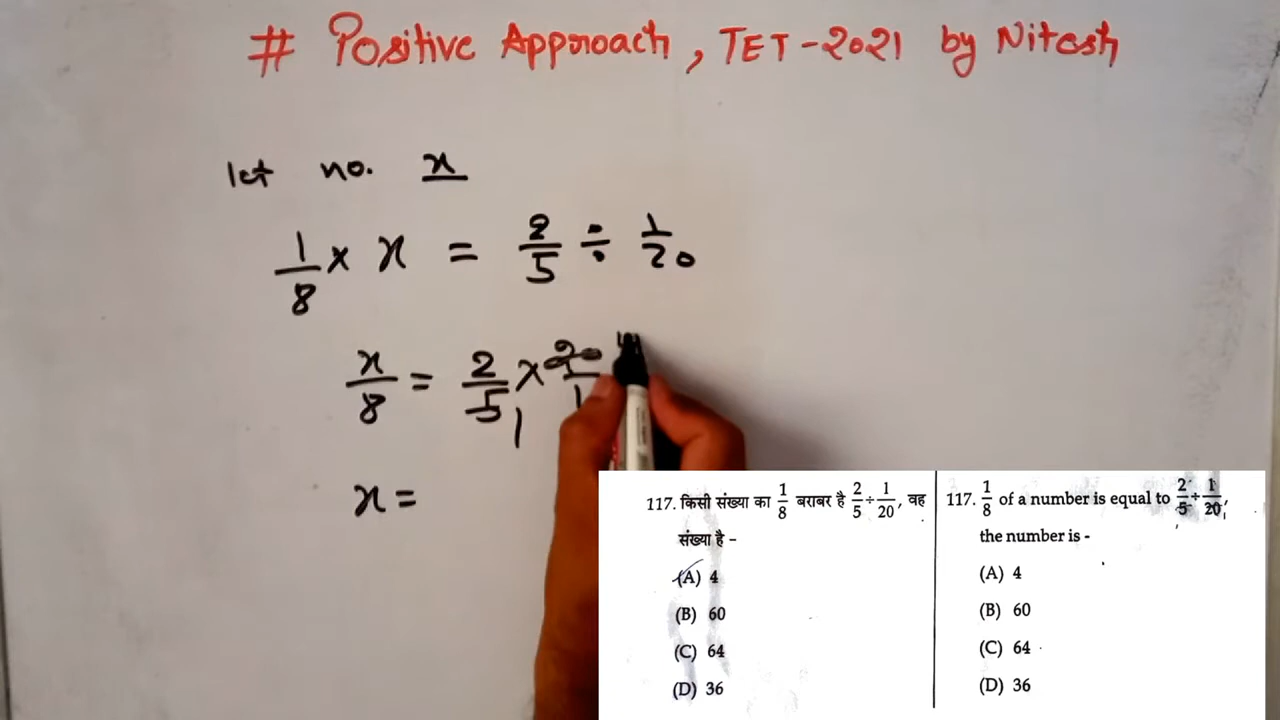 # Positive Approach, TET-2021 by Nitesh
let no. x
1/8 × x = 2/5 ÷ 1/20
x/8 = 2/5 × 20/1
1
x =
117. किसी संख्या का 1/8 बराबर है 2/5 ÷ 1/20, वह
संख्या है –
(A) 4
(B) 60
(C) 64
(D) 36
117. 1/8 of a number is equal to 2/5 ÷ 1/20,
the number is -
(A) 4
(B) 60
(C) 64
(D) 36